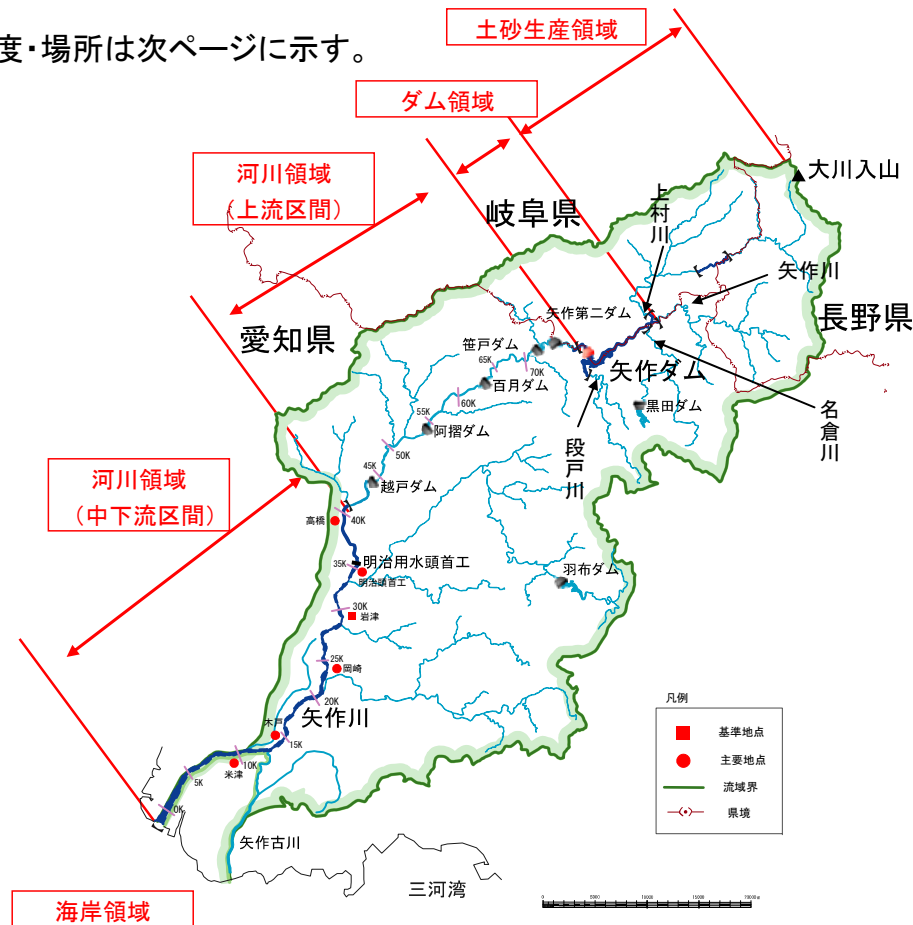 度・場所は次ページに示す。
土砂生産領域
ダム領域
河川領域
(上流区間)
大川入山
岐阜県
上村川
矢作川
長野県
愛知県
矢作第二ダム
笹戸ダム
65K
70K
矢作ダム
百月ダム
60K
黒田ダム
名倉川
55K
阿摺ダム
段戸川
50K
45K
越戸ダム
河川領域
(中下流区間)
高橋
40K
明治用水頭首工
35K
明治頭首工
羽布ダム
30K
岩津
25K
岡崎
20K
矢作川
木戸
15K
10K
米津
5K
0K
矢作古川
三河湾
海岸領域
凡例
基準地点
主要地点
流域界
県境
0 5000 10000 15000 20000m